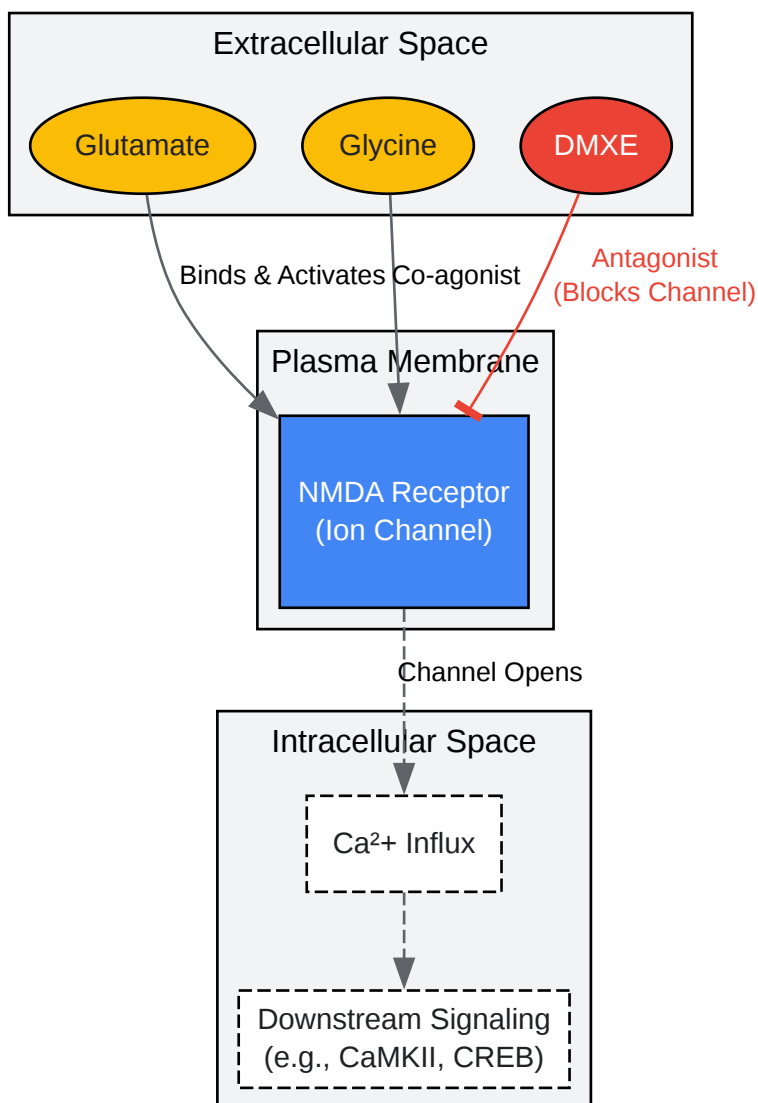 Extracellular Space
Glutamate
Glycine
DMXE
Binds & Activates
Co-agonist
Antagonist
(Blocks Channel)
Plasma Membrane
NMDA Receptor
(Ion Channel)
Channel Opens
Intracellular Space
Ca²+ Influx
Downstream Signaling
(e.g., CaMKII, CREB)